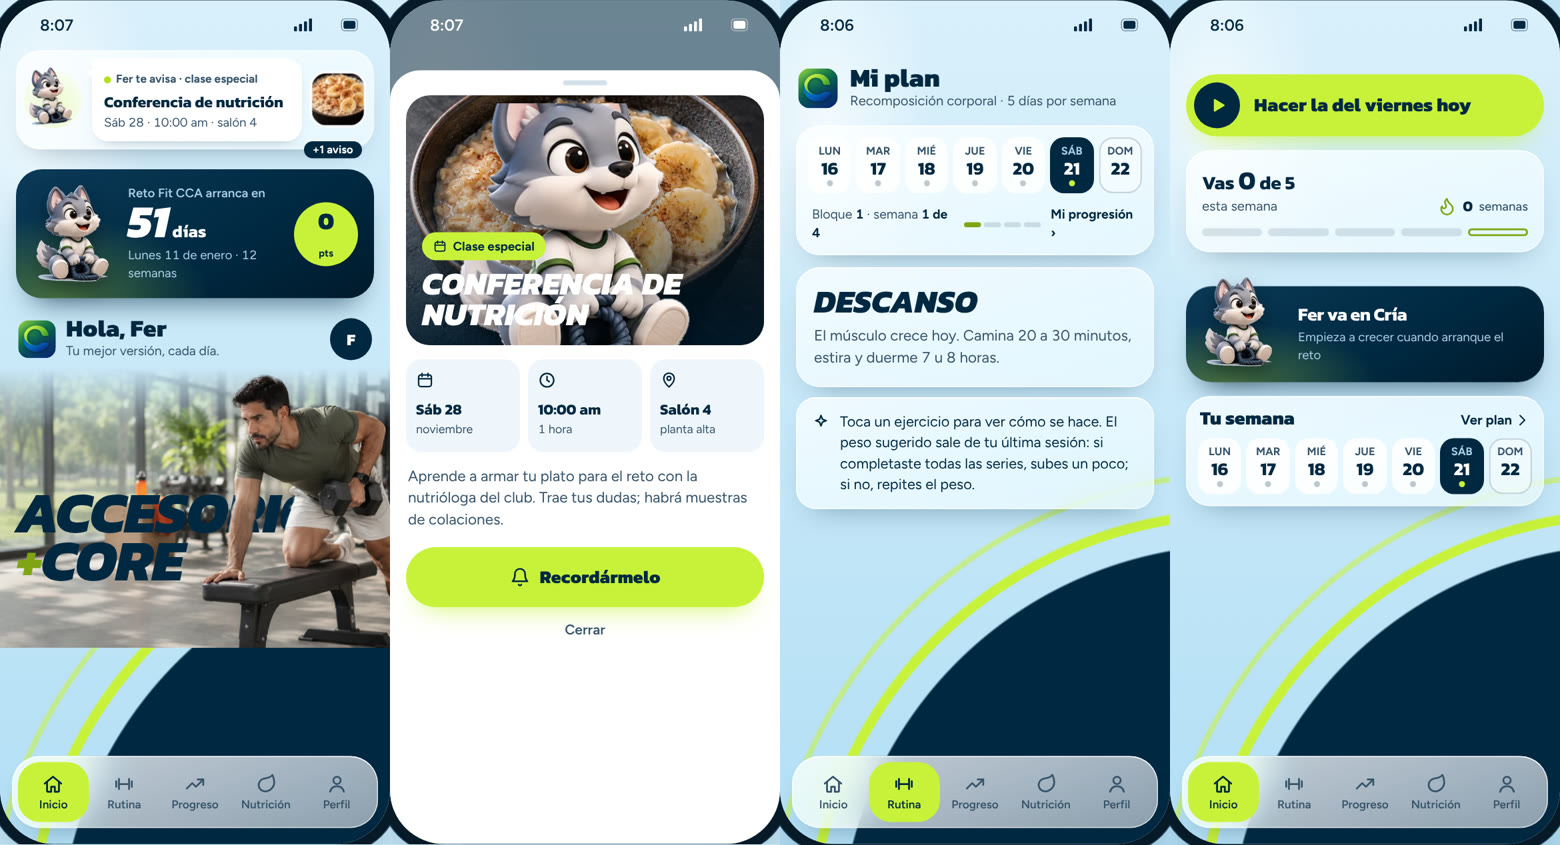 8:07
Fer te avisa · clase especial
Conferencia de nutrición
Sáb 28 · 10:00 am · salón 4
+1 aviso
Reto Fit CCA arranca en
51 días
Lunes 11 de enero · 12
semanas
0
pts
Hola, Fer
Tu mejor versión, cada día.
F
ACCESORIO
+CORE
Inicio
Rutina
Progreso
Nutrición
Perfil
8:07
Clase especial
CONFERENCIA DE
NUTRICIÓN
Sáb 28
noviembre
10:00 am
1 hora
Salón 4
planta alta
Aprende a armar tu plato para el reto con la
nutrióloga del club. Trae tus dudas; habrá muestras
de colaciones.
Recordármelo
Cerrar
8:06
Mi plan
Recomposición corporal · 5 días por semana
LUN MAR MIÉ JUE VIE SÁB DOM
16 17 18 19 20 21 22
Bloque 1 · semana 1 de
4
Mi progresión
›
DESCANSO
El músculo crece hoy. Camina 20 a 30 minutos,
estira y duerme 7 u 8 horas.
Toca un ejercicio para ver cómo se hace. El
peso sugerido sale de tu última sesión: si
completaste todas las series, subes un poco;
si no, repites el peso.
Inicio
Rutina
Progreso
Nutrición
Perfil
8:06
Hacer la del viernes hoy
Vas 0 de 5
esta semana
0 semanas
Fer va en Cría
Empieza a crecer cuando arranque el
reto
Tu semana
Ver plan
LUN MAR MIÉ JUE VIE SÁB DOM
16 17 18 19 20 21 22
Inicio
Rutina
Progreso
Nutrición
Perfil